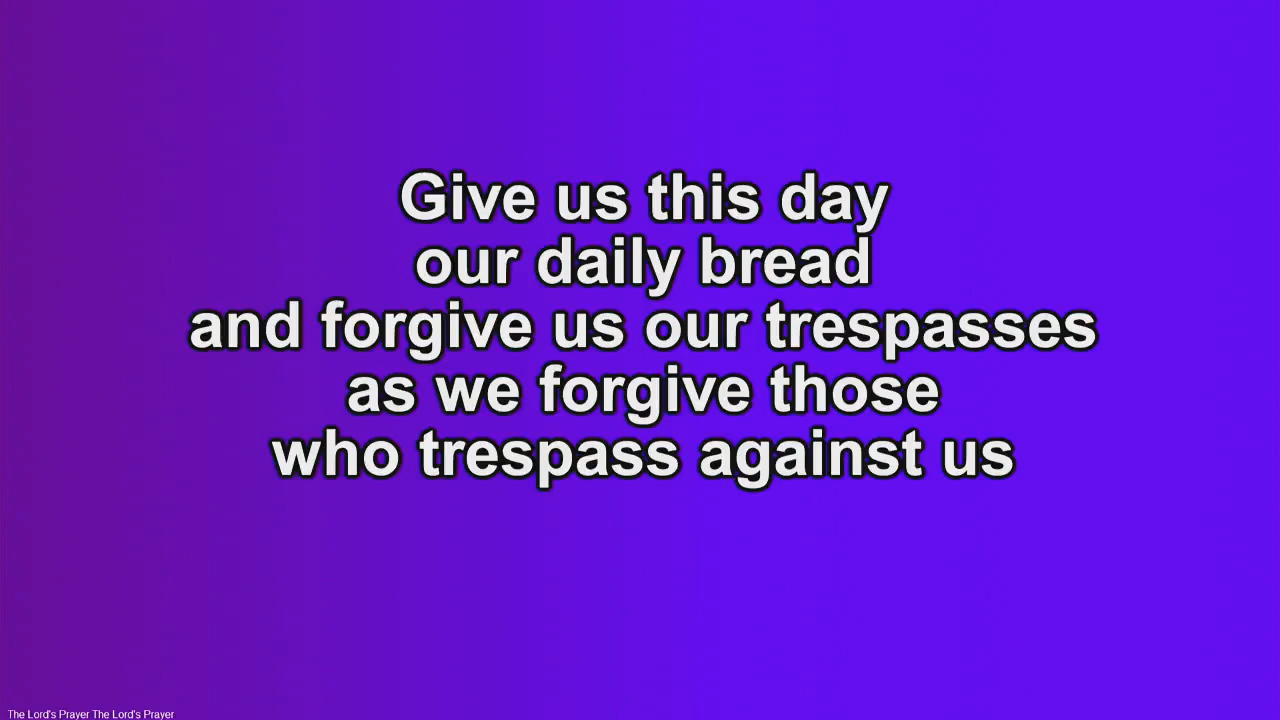 Give us this day
our daily bread
and forgive us our trespasses
as we forgive those
who trespass against us
The Lord's Prayer The Lord's Prayer